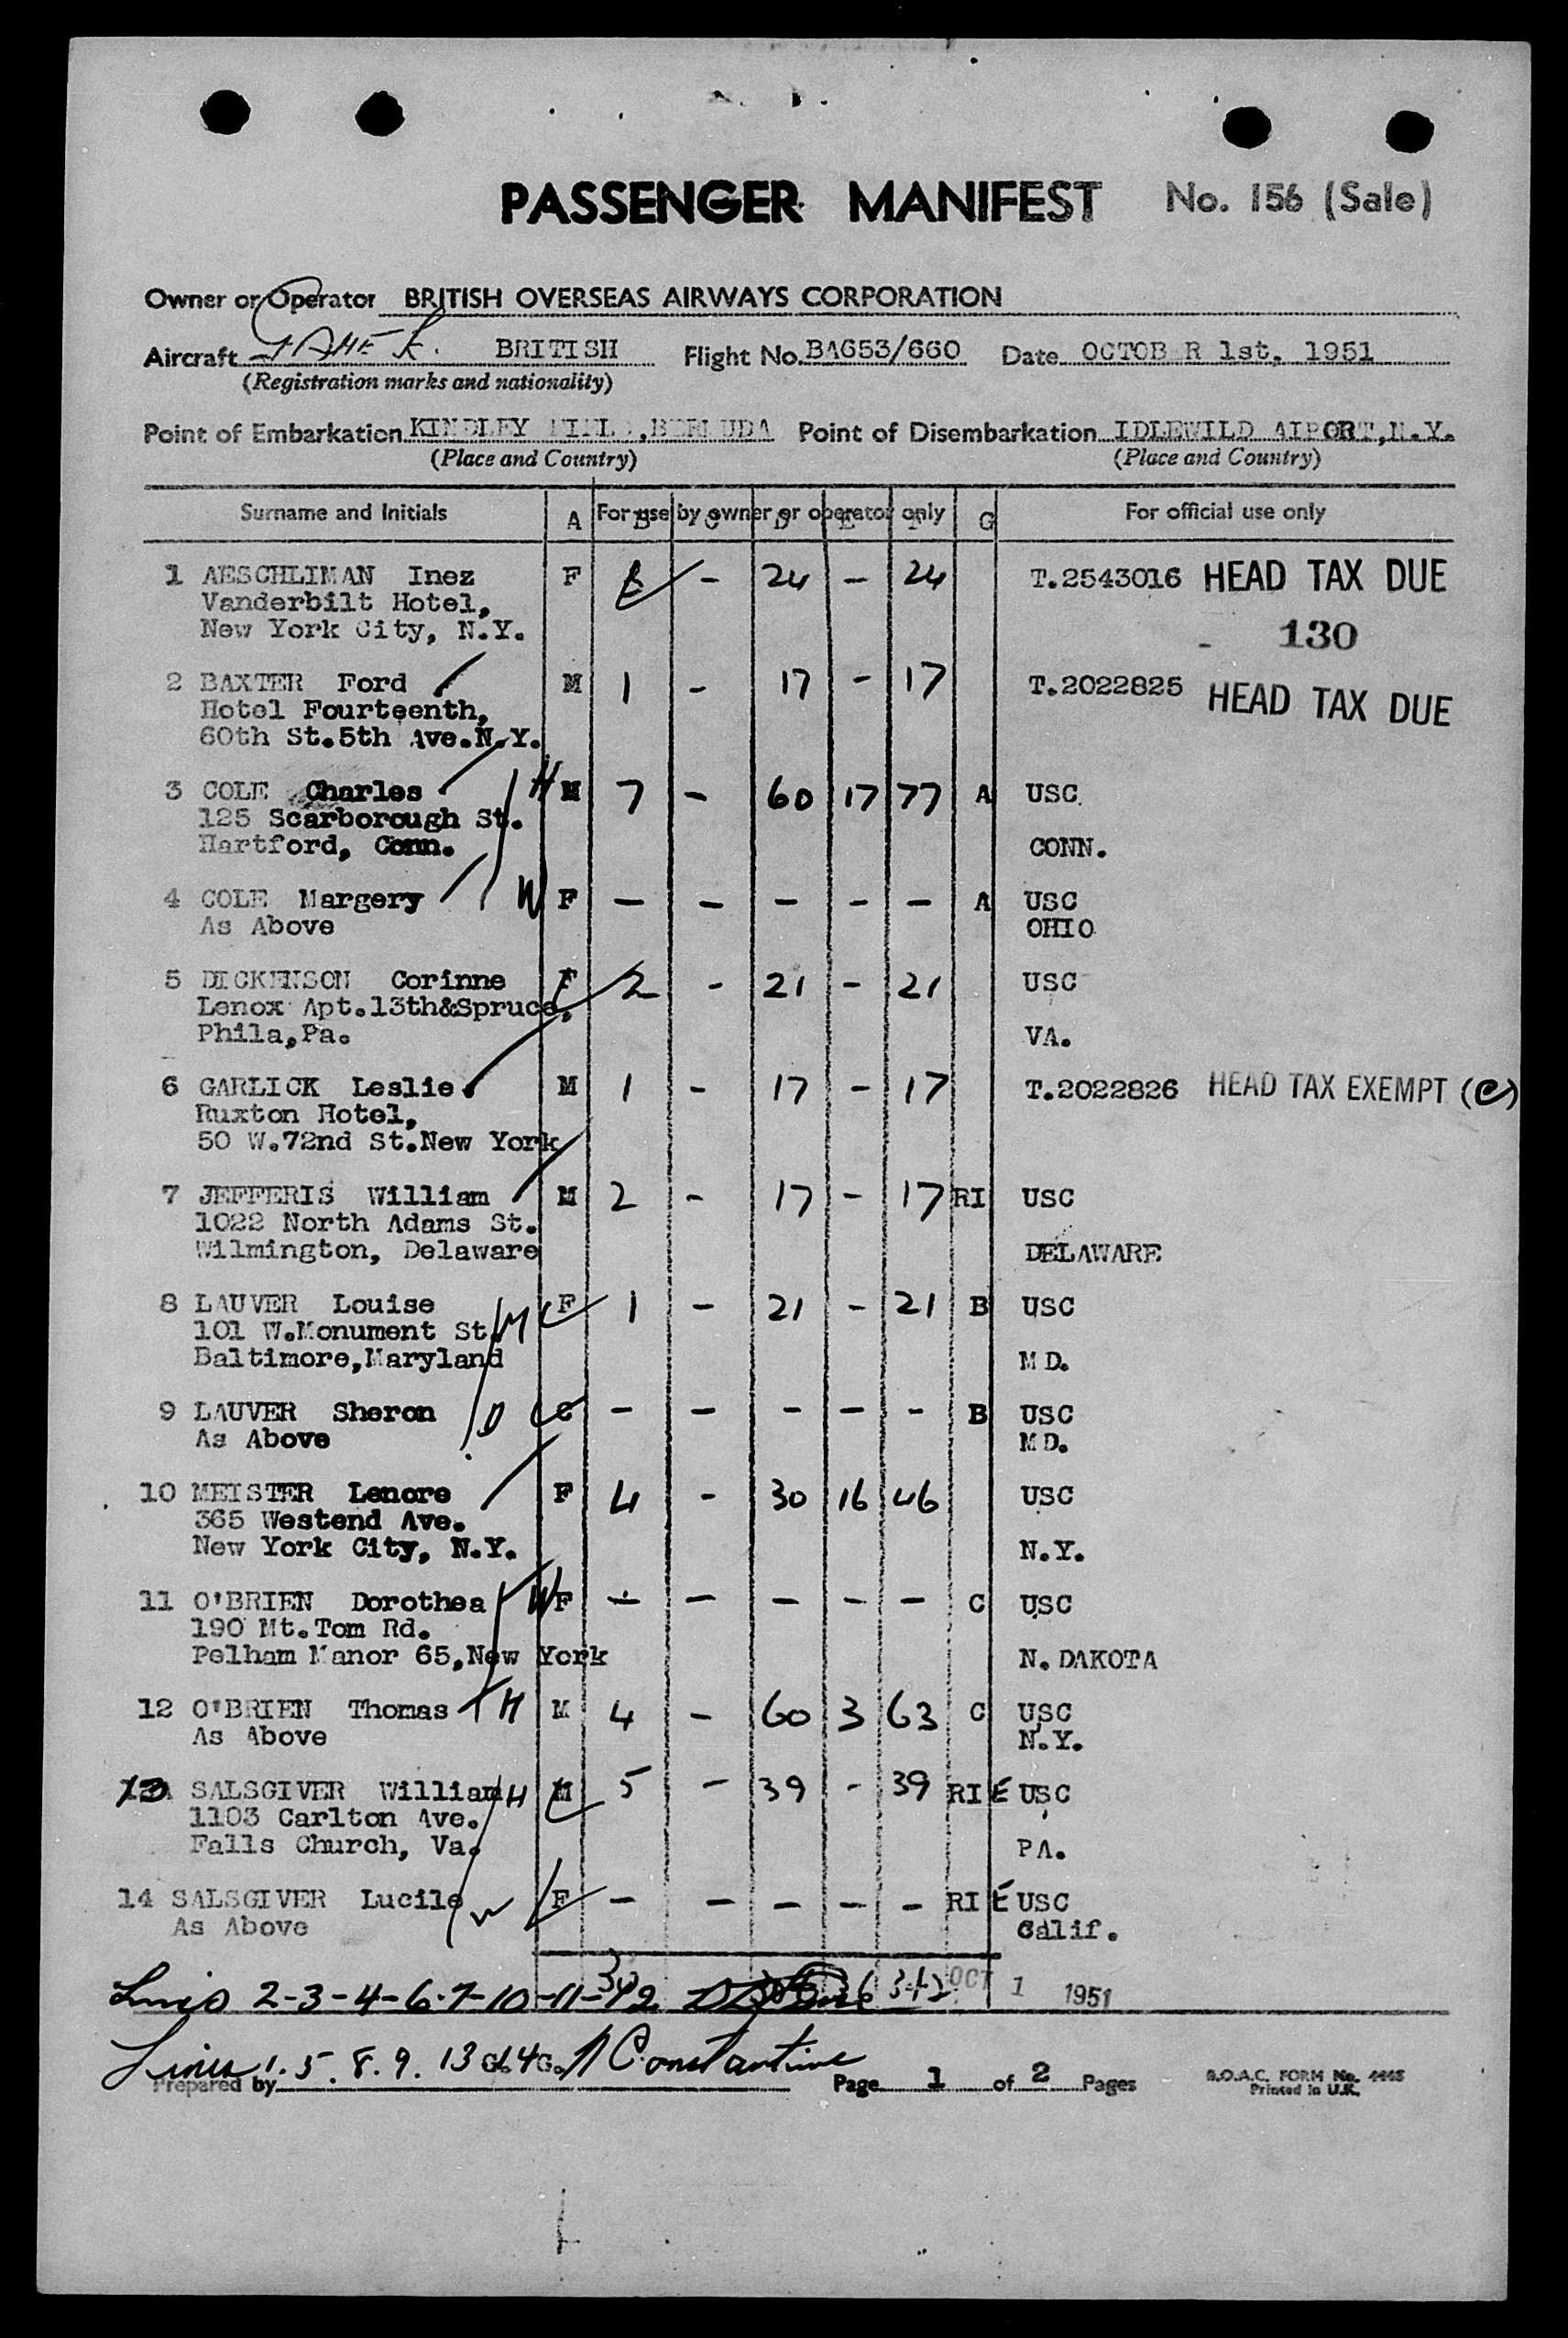 PASSENGER MANIFEST No. 156 (Sale)
Owner or Operator BRITISH OVERSEAS AIRWAYS CORPORATION
Aircraft BRITISH Flight No. BA653/660 Date OCTOB R 1st, 1951
(Registration marks and nationality)
Point of Embarkation KINDLEY FIELD, BERMUDA Point of Disembarkation IDLEWILD AIPORT, N.Y.
(Place and Country) (Place and Country)
Surname and Initials A For use by owner or operator only G For official use only
B C D E F
1 AESCHLIMAN Inez F - 24 - 24 T.2543016 HEAD TAX DUE
Vanderbilt Hotel,
New York City, N.Y. - 130
2 BAXTER Ford M 1 - 17 - 17 T.2022825 HEAD TAX DUE
Hotel Fourteenth,
60th St.5th Ave.N.Y.
3 COLE Charles H M 7 - 60 17 77 A USC
125 Scarborough St.
Hartford, Conn. CONN.
4 COLE Margery W F - - - - - A USC
As Above OHIO
5 DICKENSON Corinne F 2 - 21 - 21 USC
Lenox Apt.13th&Spruce,
Phila,Pa. VA.
6 GARLICK Leslie M 1 - 17 - 17 T.2022826 HEAD TAX EXEMPT (C)
Ruxton Hotel,
50 W.72nd St.New York
7 JEFFERIS William M 2 - 17 - 17 RI USC
1022 North Adams St.
Wilmington, Delaware DELAWARE
8 LAUVER Louise M F 1 - 21 - 21 B USC
101 W.Monument St.
Baltimore,Maryland MD.
9 LAUVER Sheron D C - - - - - B USC
As Above MD.
10 MEISTER Lenore F 4 - 30 16 46 USC
365 Westend Ave.
New York City, N.Y. N.Y.
11 O'BRIEN Dorothea W F - - - - - C USC
190 Mt.Tom Rd.
Pelham Manor 65,New York N. DAKOTA
12 O'BRIEN Thomas H M 4 - 60 3 63 C USC
As Above N.Y.
13 SALSGIVER William H M 5 - 39 - 39 RI E USC
1103 Carlton Ave.
Falls Church, Va. PA.
14 SALSGIVER Lucile W F - - - - - RI E USC
As Above Calif.
Lines 2-3-4-6-7-10-11-12 342 OCT 1 1951
Lines 1. 5. 8. 9. 13 &14 G. Constantine
Prepared by Page 1 of 2 Pages B.O.A.C. FORM No. 4445
Printed in U.K.